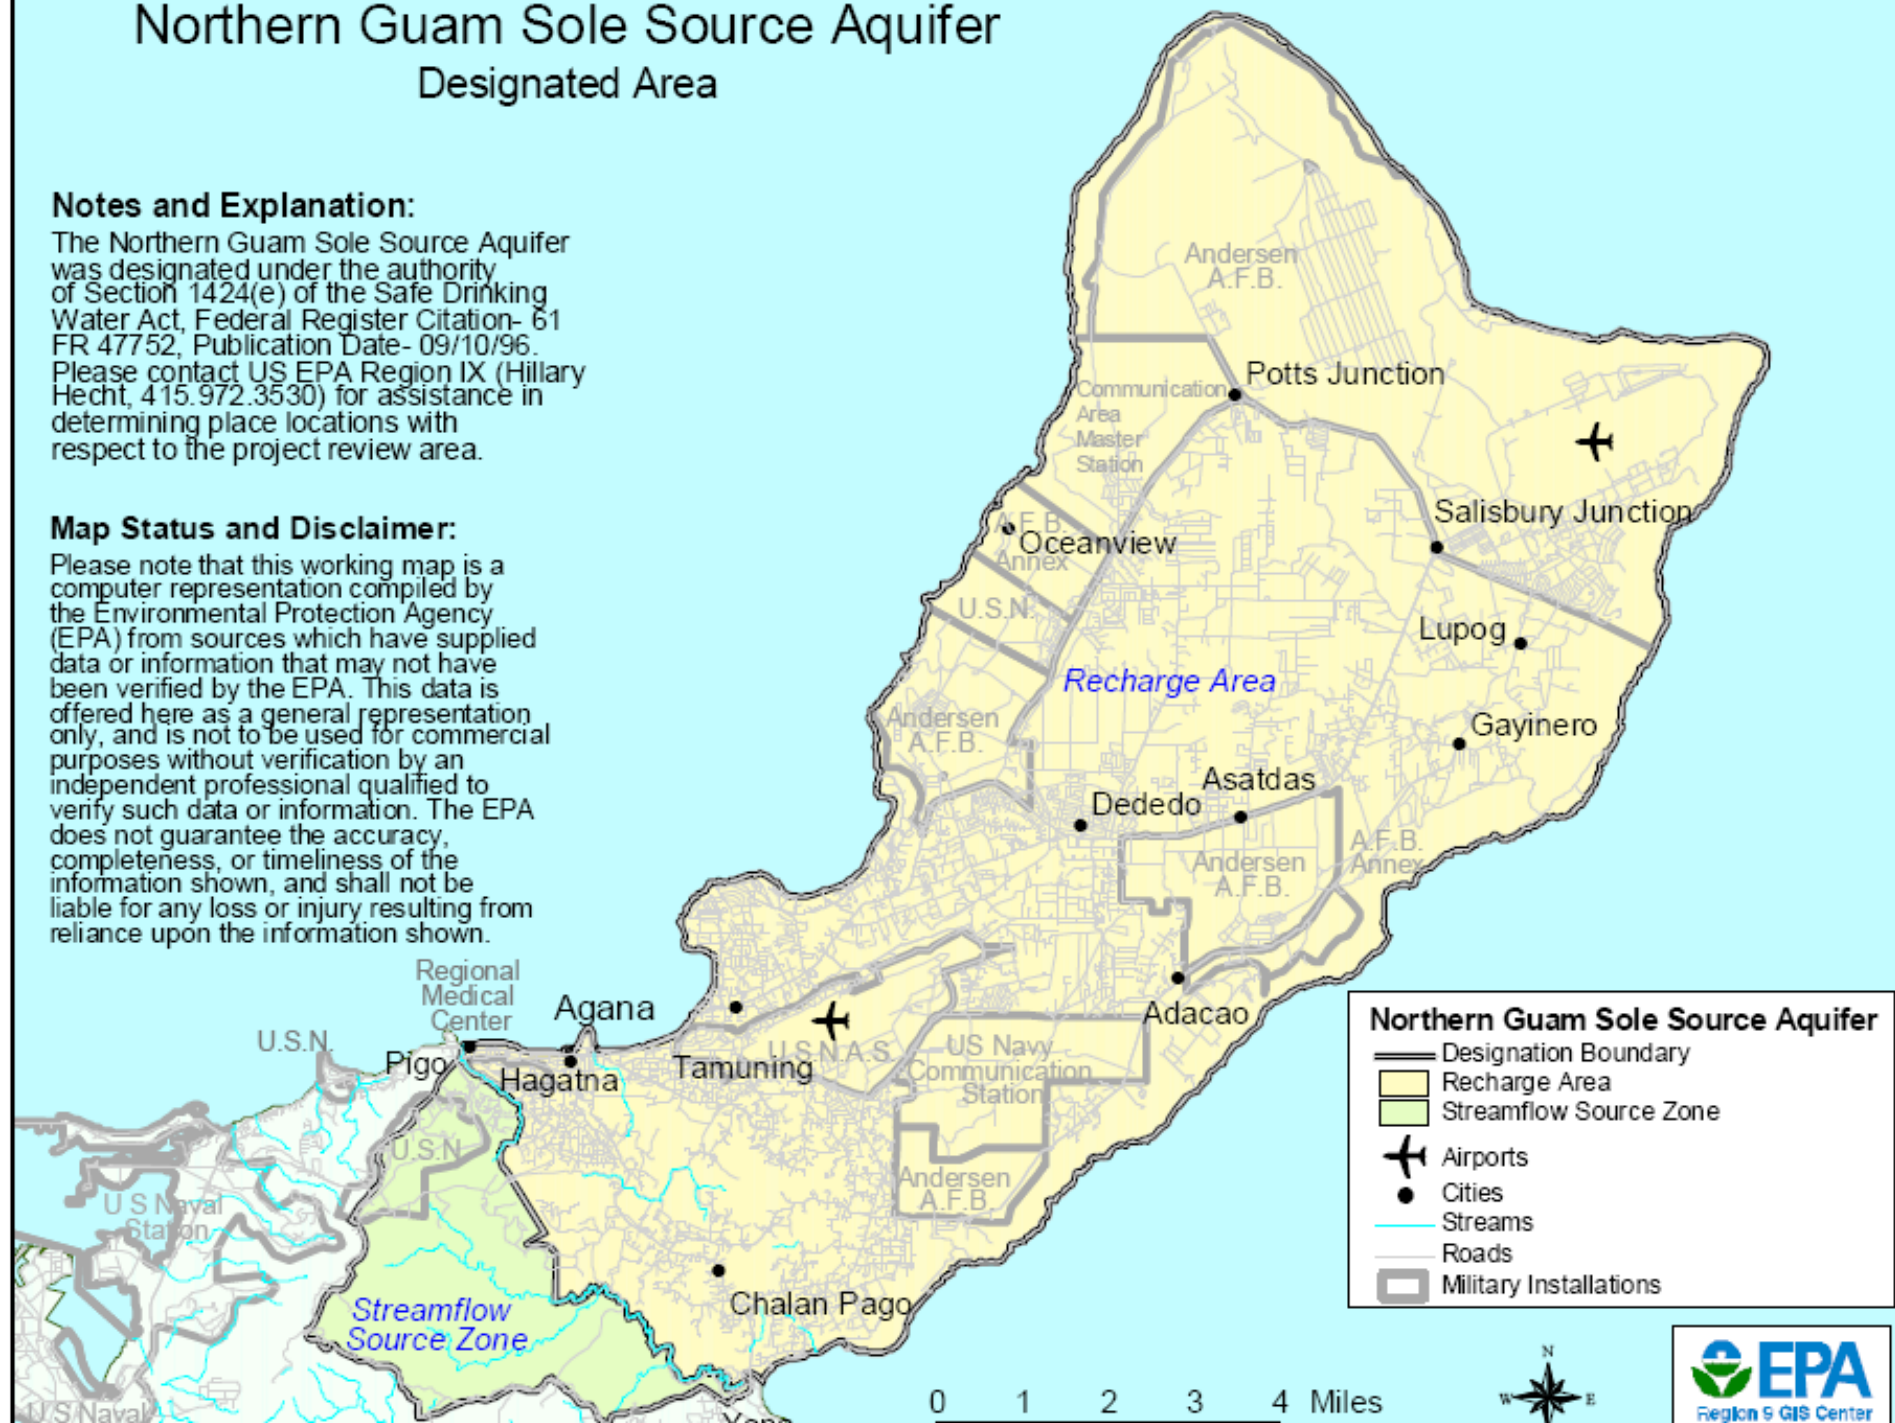 Northern Guam Sole Source Aquifer
Designated Area
Notes and Explanation:
The Northern Guam Sole Source Aquifer
was designated under the authority
of Section 1424(e) of the Safe Drinking
Water Act, Federal Register Citation- 61
FR 47752, Publication Date- 09/10/96.
Please contact US EPA Region IX (Hillary
Hecht, 415.972.3530) for assistance in
determining place locations with
respect to the project review area.
Map Status and Disclaimer:
Please note that this working map is a
computer representation compiled by
the Environmental Protection Agency
(EPA) from sources which have supplied
data or information that may not have
been verified by the EPA. This data is
offered here as a general representation
only, and is not to be used for commercial
purposes without verification by an
independent professional qualified to
verify such data or information. The EPA
does not guarantee the accuracy,
completeness, or timeliness of the
information shown, and shall not be
liable for any loss or injury resulting from
reliance upon the information shown.
Andersen
A.F.B.
Potts Junction
Communication
Area
Master
Station
Salisbury Junction
A.F.B.
Oceanview
Annex
U.S.N.
Lupog
Recharge Area
Andersen
A.F.B.
Gayinero
Asatdas
Dededo
A.F.B.
Annex
Andersen
A.F.B.
Regional
Medical
Center
Agana
Adacao
U.S.N.
Pigo
Hagatna
Tamuning
U.S.N.A.S.
US Navy
Communication
Station
U.S.N.
Andersen
A.F.B.
U S Naval
Station
Chalan Pago
Streamflow
Source Zone
U S Naval
Yona
Northern Guam Sole Source Aquifer
Designation Boundary
Recharge Area
Streamflow Source Zone
Airports
Cities
Streams
Roads
Military Installations
0 1 2 3 4 Miles
N
W E
EPA
Region 9 GIS Center